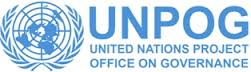 UNPOG
UNITED NATIONS PROJECT
OFFICE ON GOVERNANCE